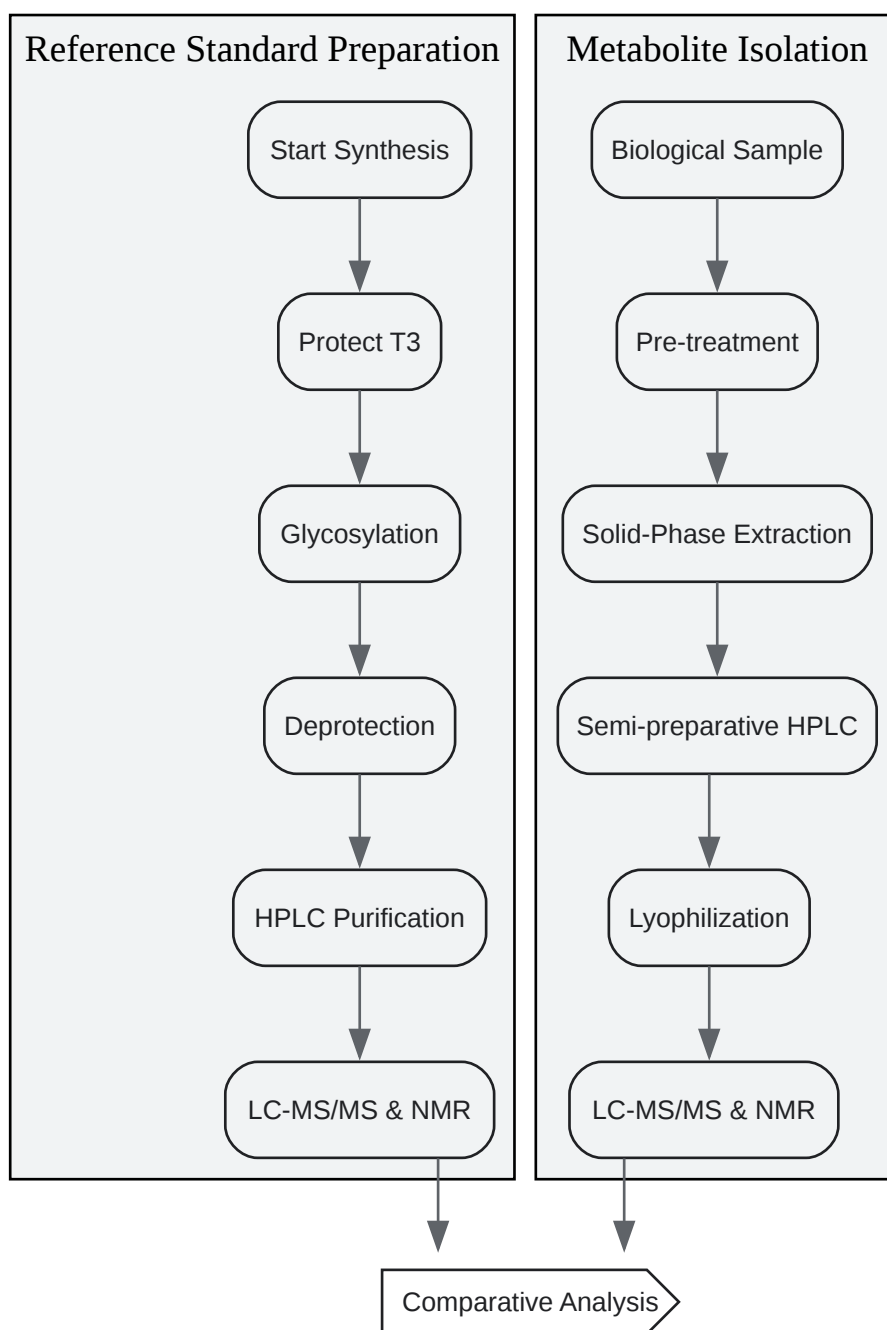 Reference Standard Preparation
Start Synthesis
Protect T3
Glycosylation
Deprotection
HPLC Purification
LC-MS/MS & NMR
Metabolite Isolation
Biological Sample
Pre-treatment
Solid-Phase Extraction
Semi-preparative HPLC
Lyophilization
LC-MS/MS & NMR
Comparative Analysis